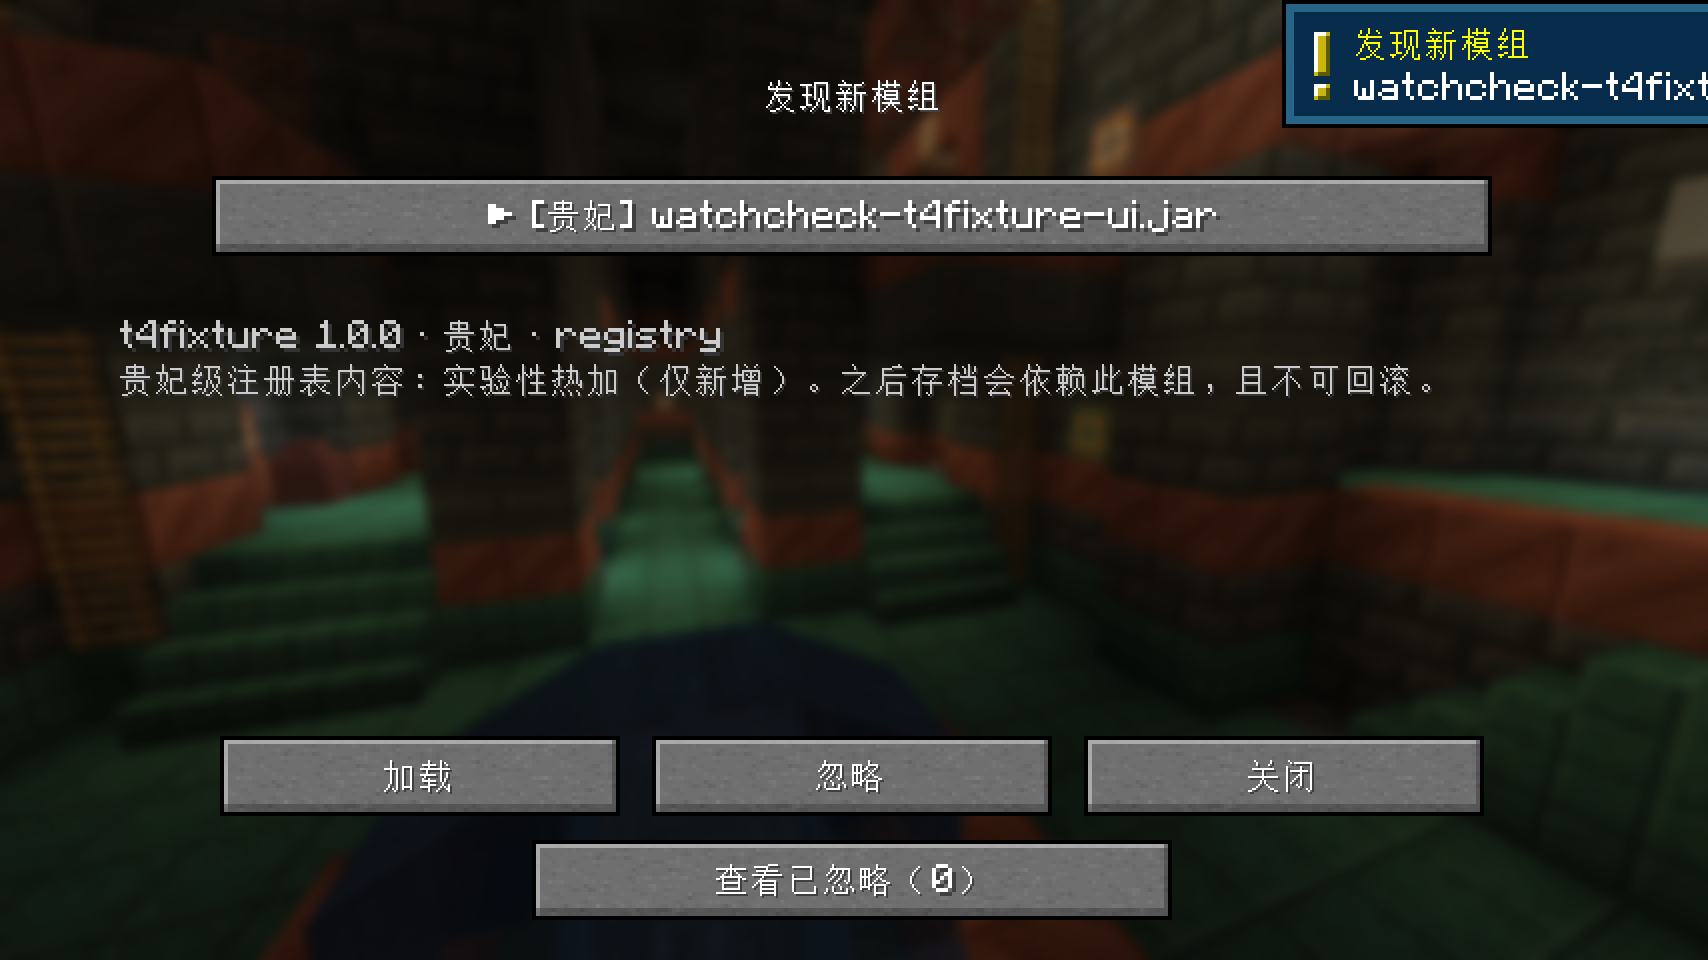 发现新模组
watchcheck-t4fixt
发现新模组
▶ [贵妃] watchcheck-t4fixture-ui.jar
t4fixture 1.0.0 · 贵妃 · registry
贵妃级注册表内容：实验性热加（仅新增）。之后存档会依赖此模组，且不可回滚。
加载
忽略
关闭
查看已忽略（0）